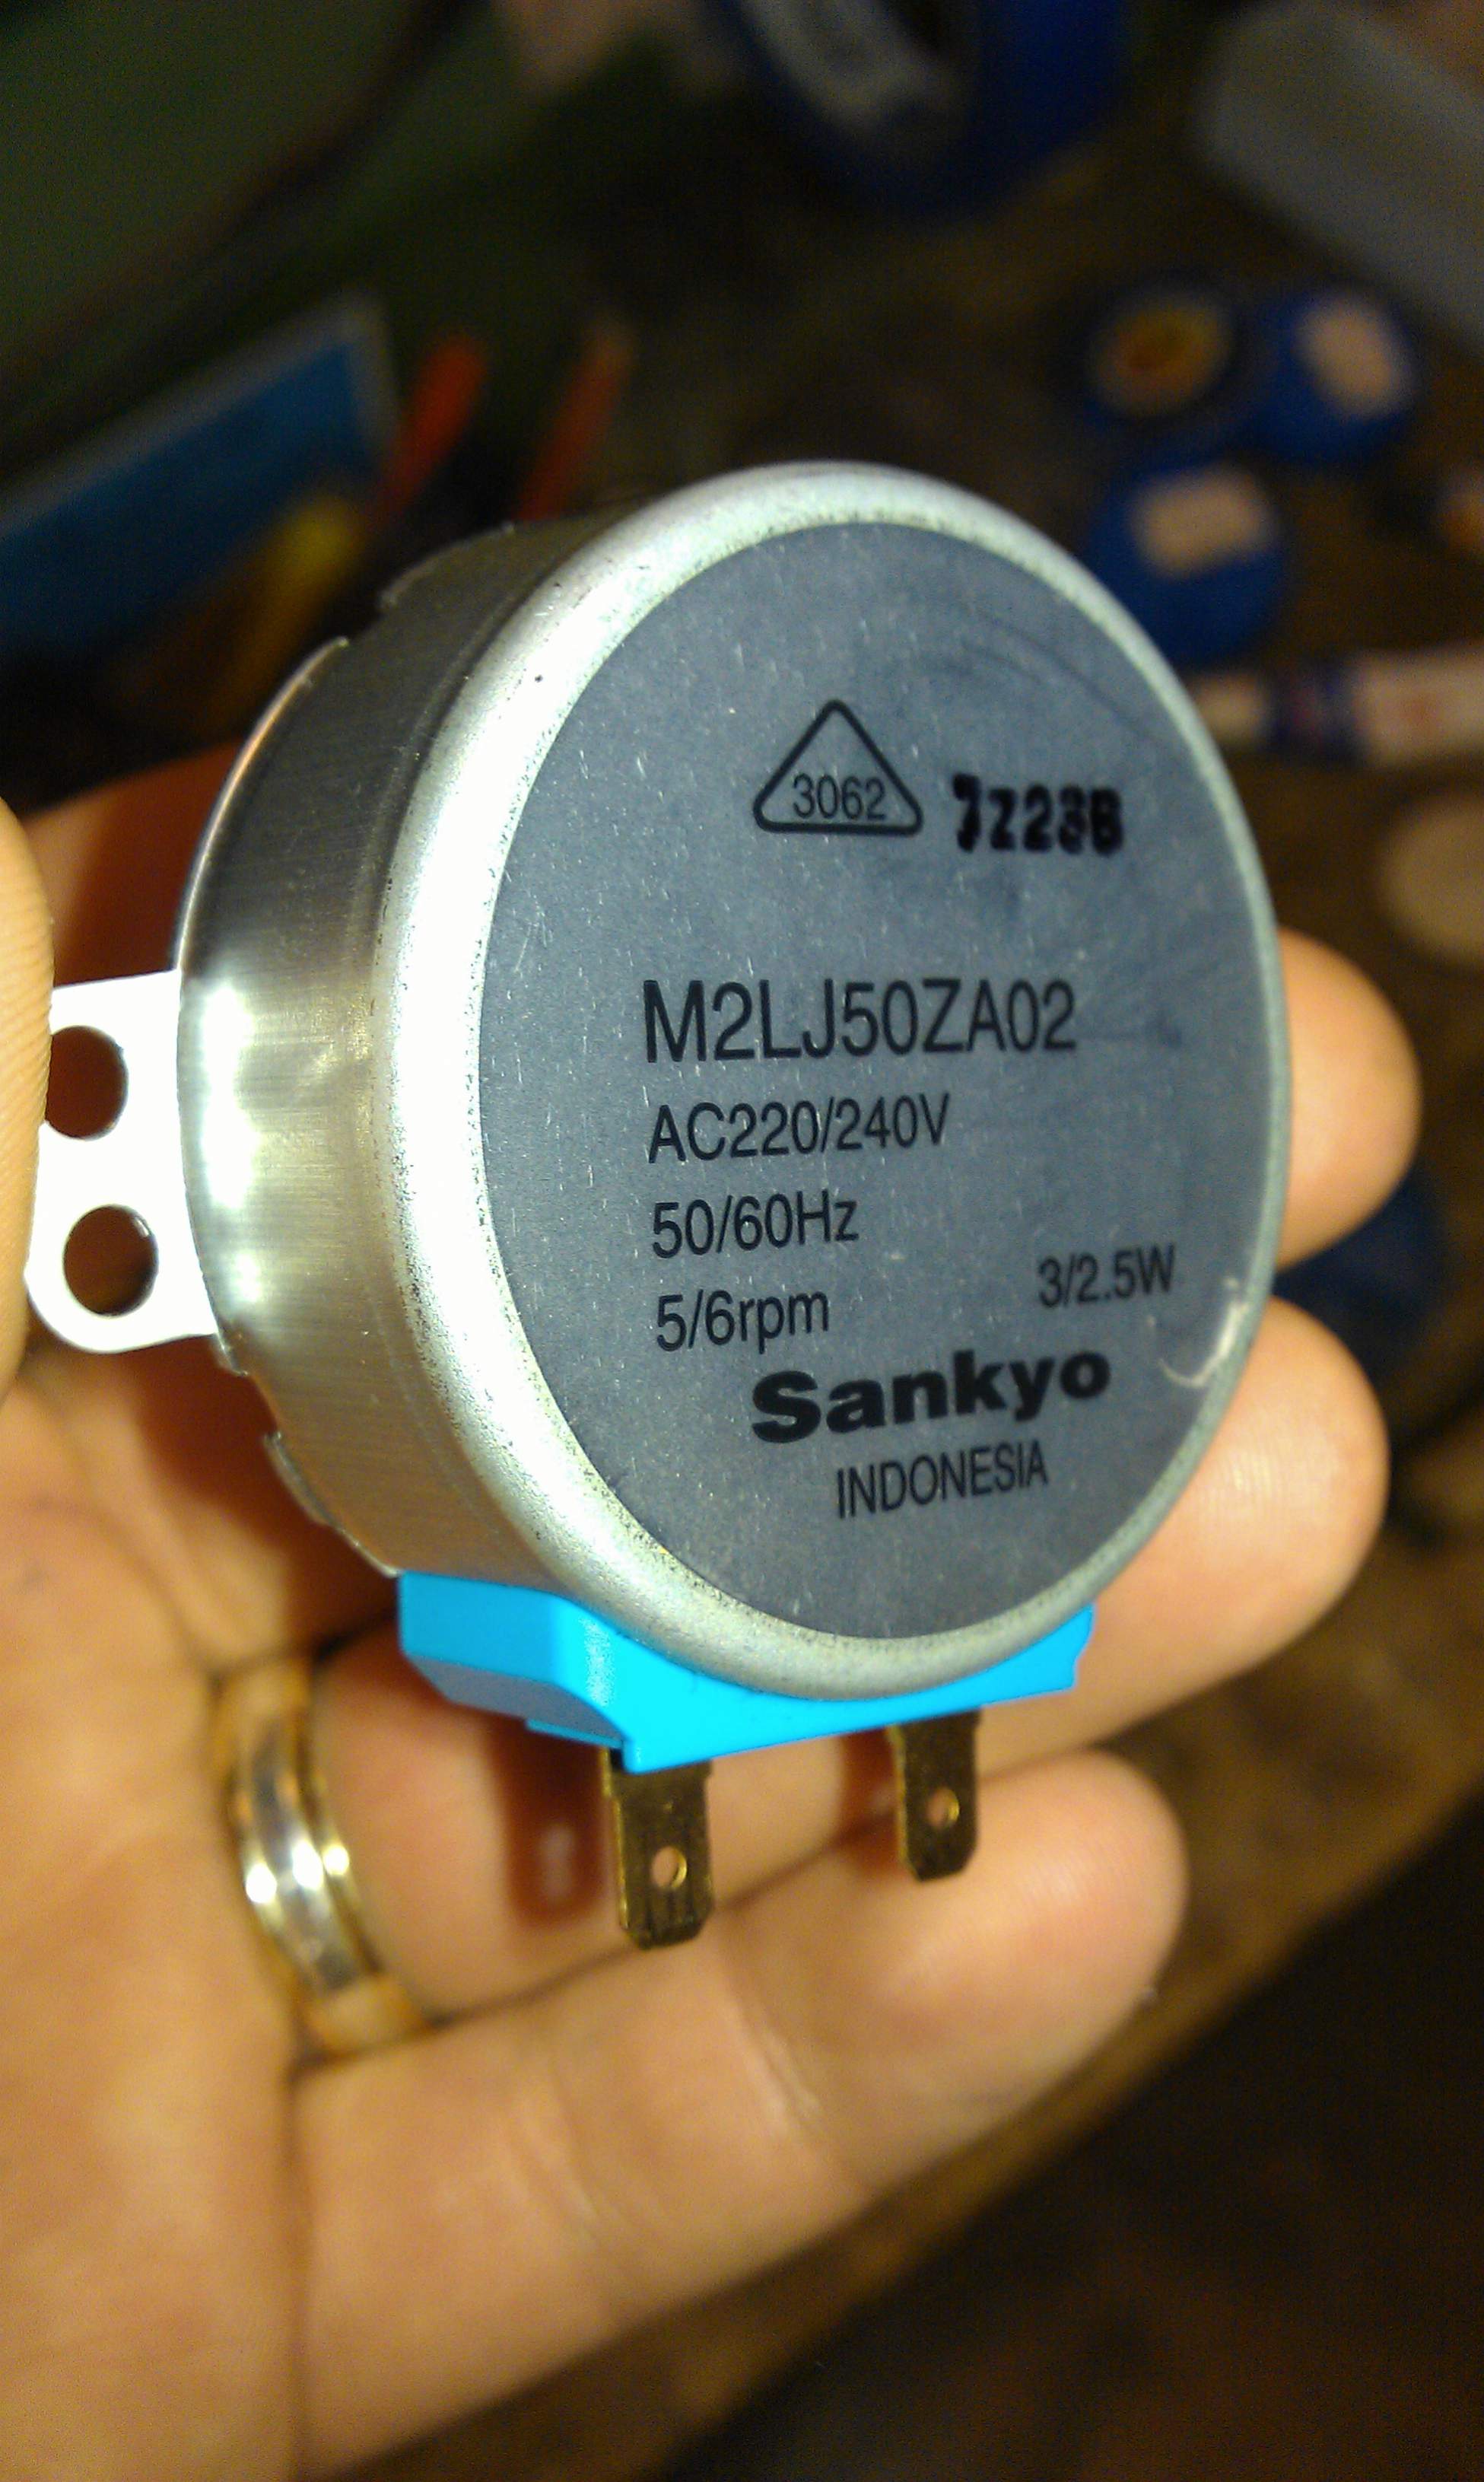 3062 7Z23B
M2LJ50ZA02
AC220/240V
50/60Hz
5/6rpm 3/2.5W
Sankyo
INDONESIA